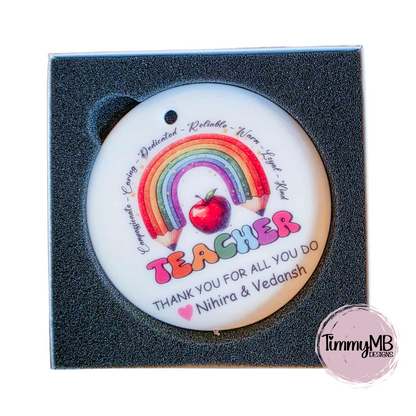 Compassionate - Caring - Dedicated - Reliable - Warm - Loyal - Kind
TEACHER
THANK YOU FOR ALL YOU DO
Nihira & Vedansh
TimmyMB
DESIGNS